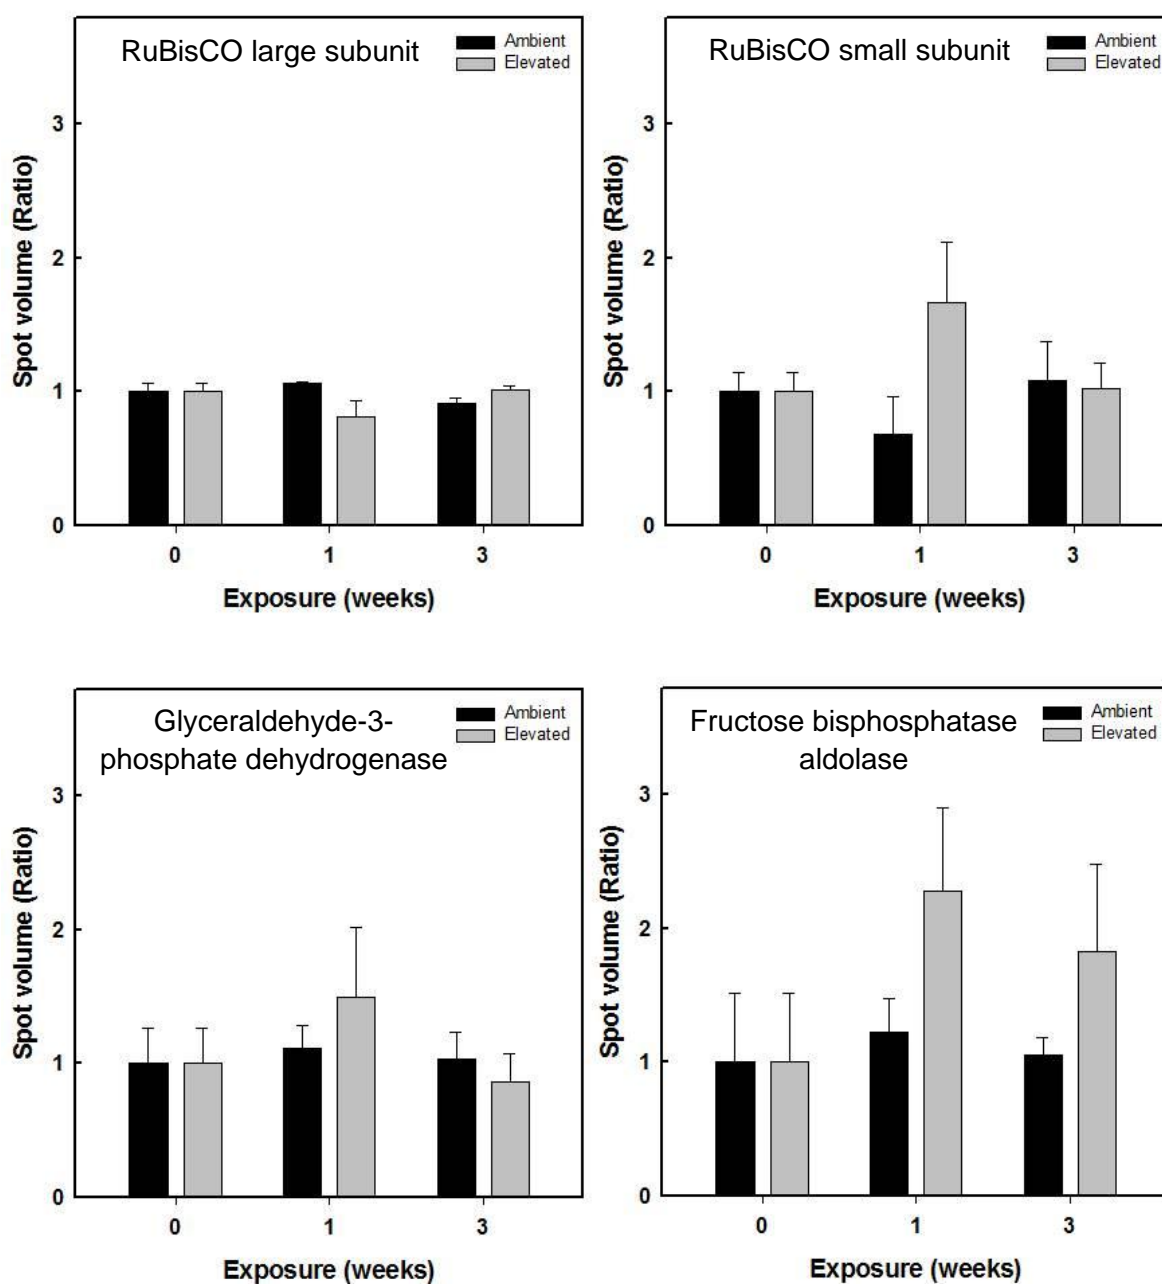 RuBisCO large subunit
Ambient
Elevated
3
2
1
0
Spot volume (Ratio)
0 1 3
Exposure (weeks)
RuBisCO small subunit
Ambient
Elevated
3
2
1
0
Spot volume (Ratio)
0 1 3
Exposure (weeks)
Glyceraldehyde-3-
phosphate dehydrogenase
Ambient
Elevated
3
2
1
0
Spot volume (Ratio)
0 1 3
Exposure (weeks)
Fructose bisphosphatase
aldolase
Ambient
Elevated
3
2
1
0
Spot volume (Ratio)
0 1 3
Exposure (weeks)